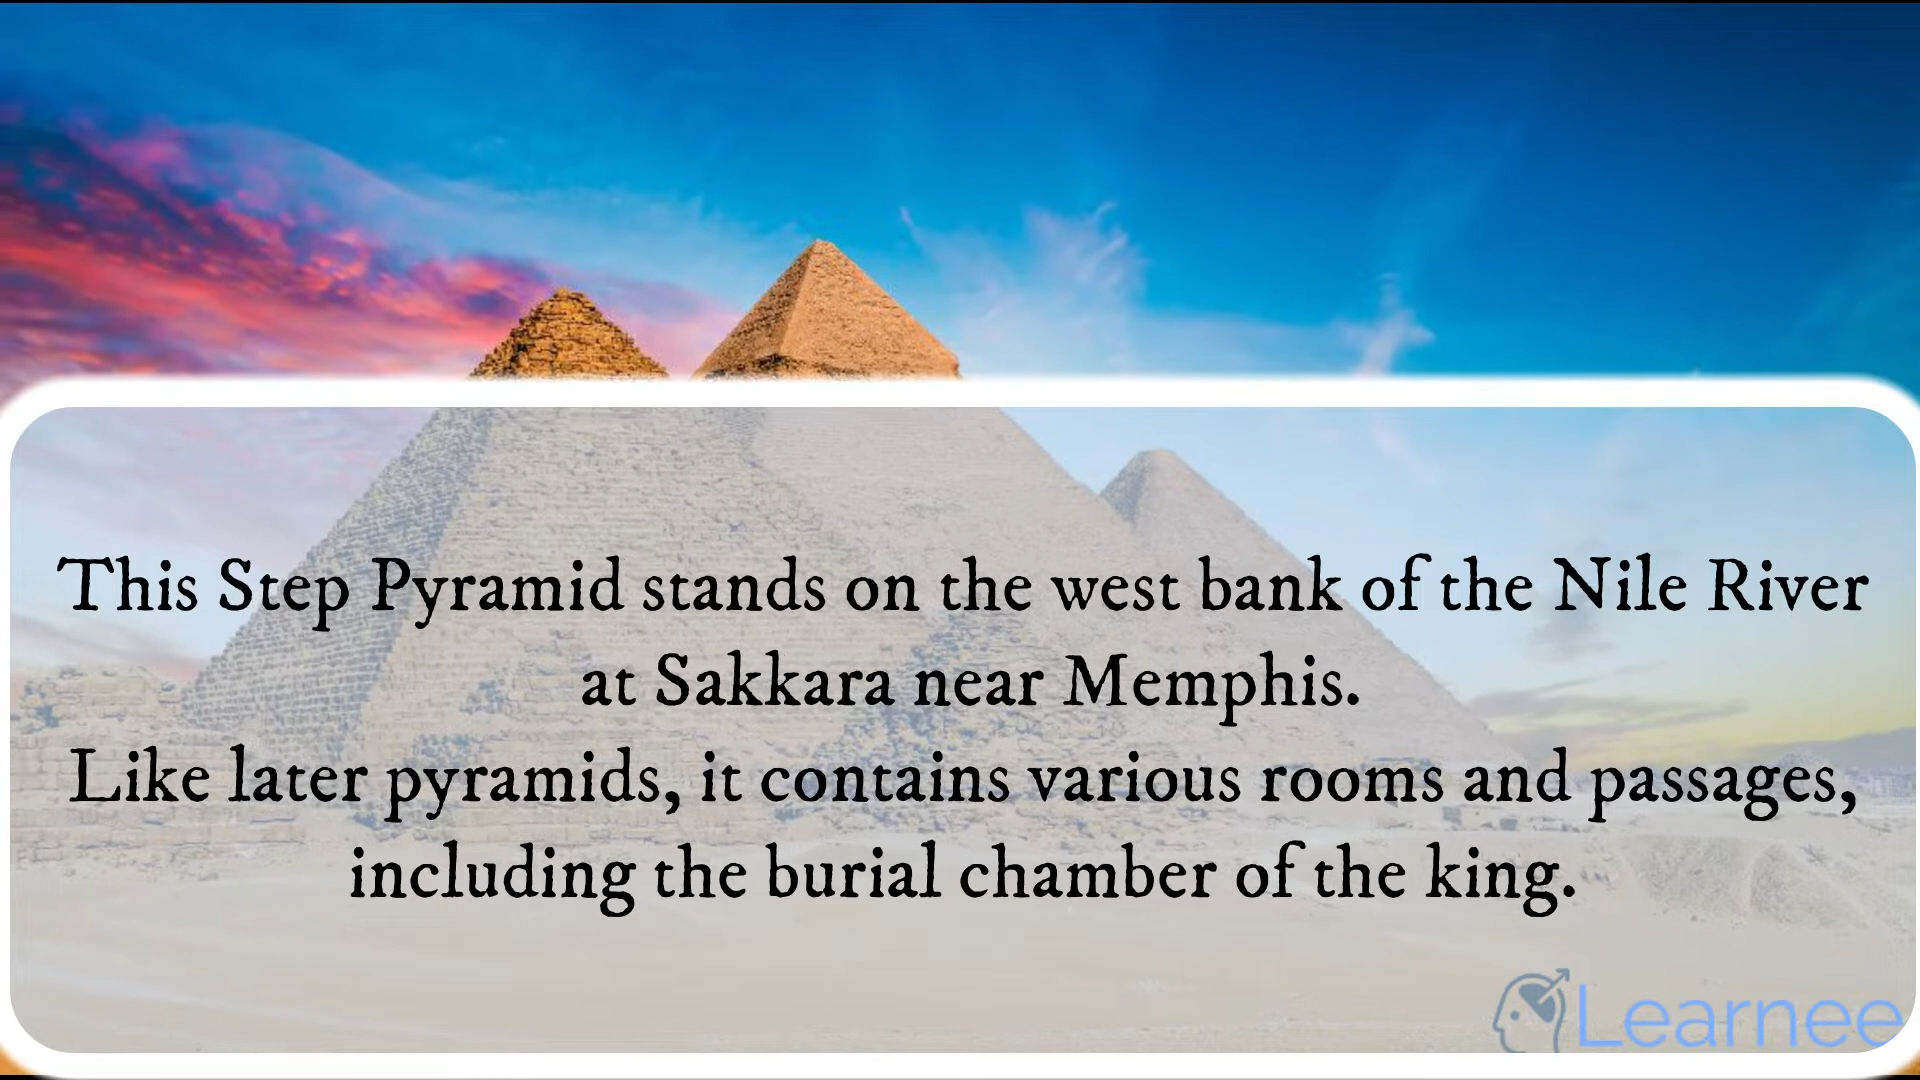 This Step Pyramid stands on the west bank of the Nile River
at Sakkara near Memphis.
Like later pyramids, it contains various rooms and passages,
including the burial chamber of the king.
Learnee